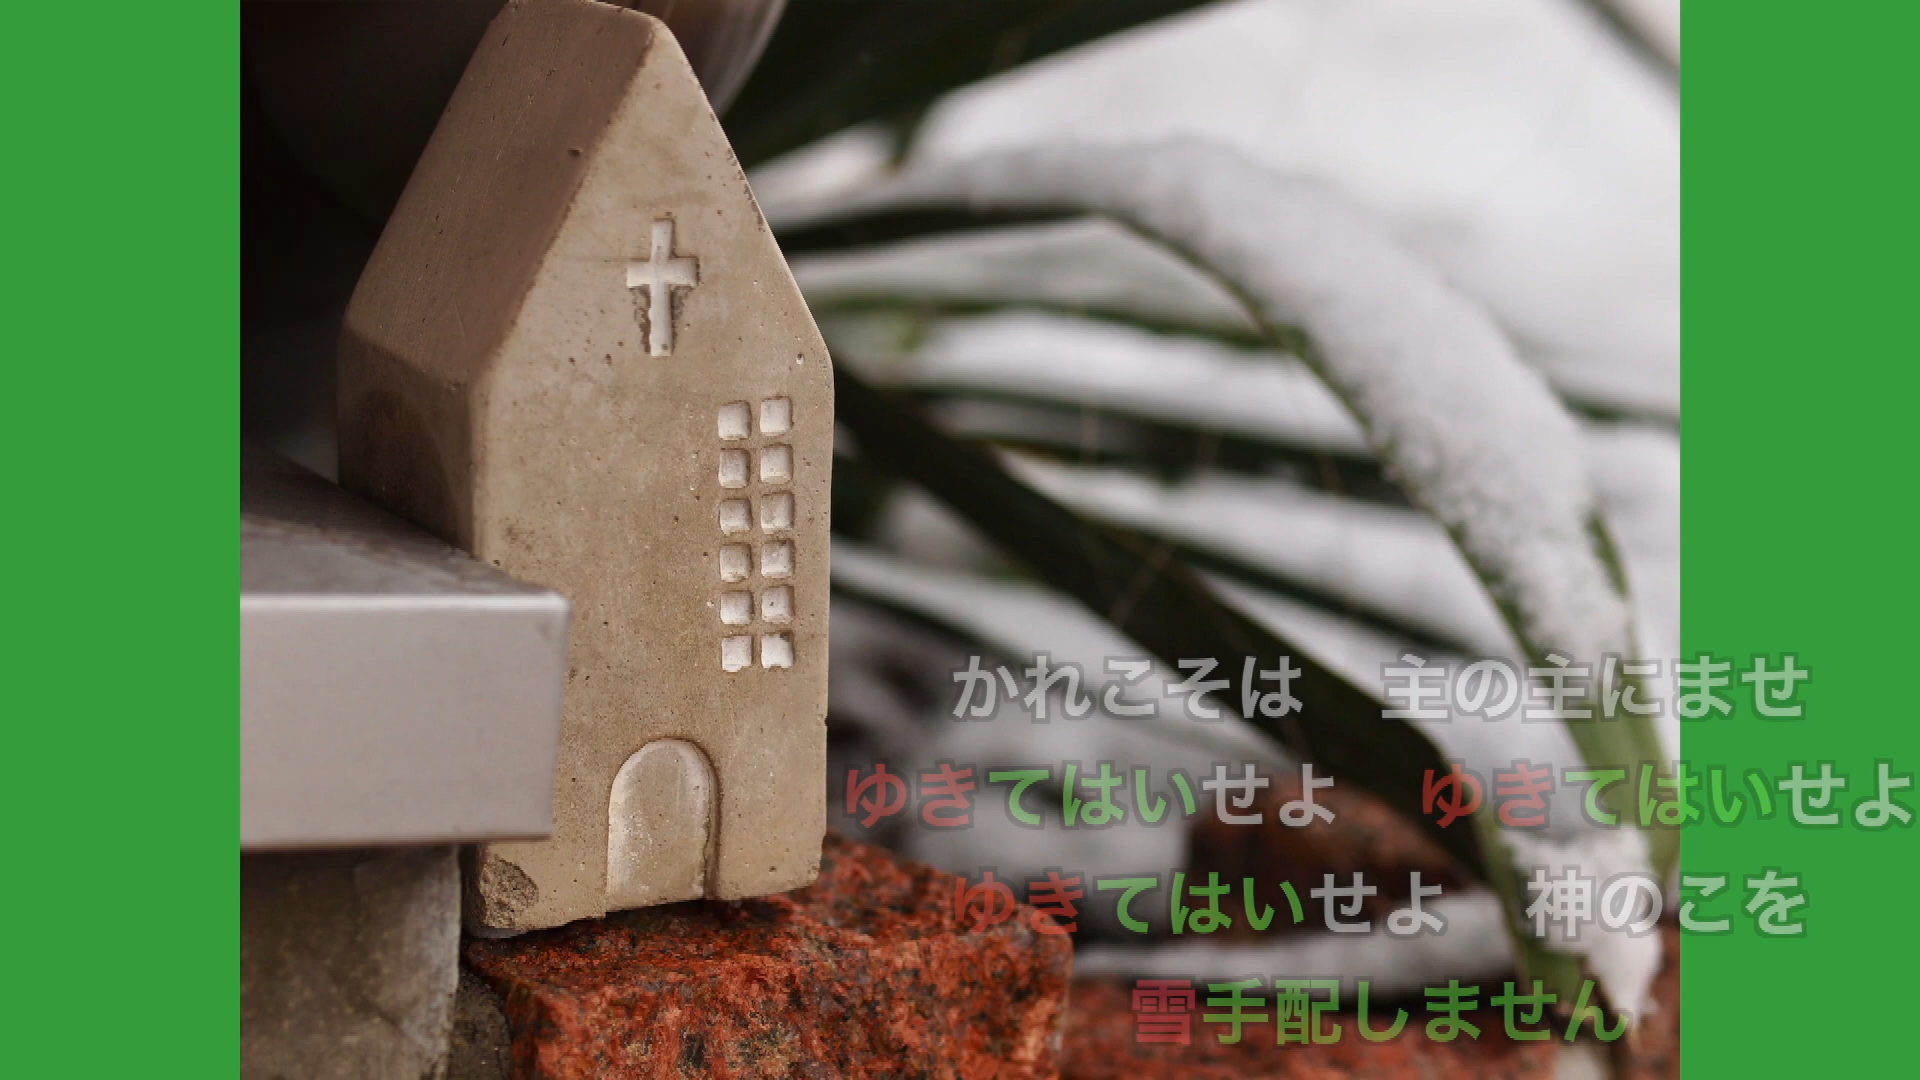 かれこそは　主の主にませ
ゆきてはいせよ　ゆきてはいせよ
ゆきてはいせよ　神のこを
雪手配しません